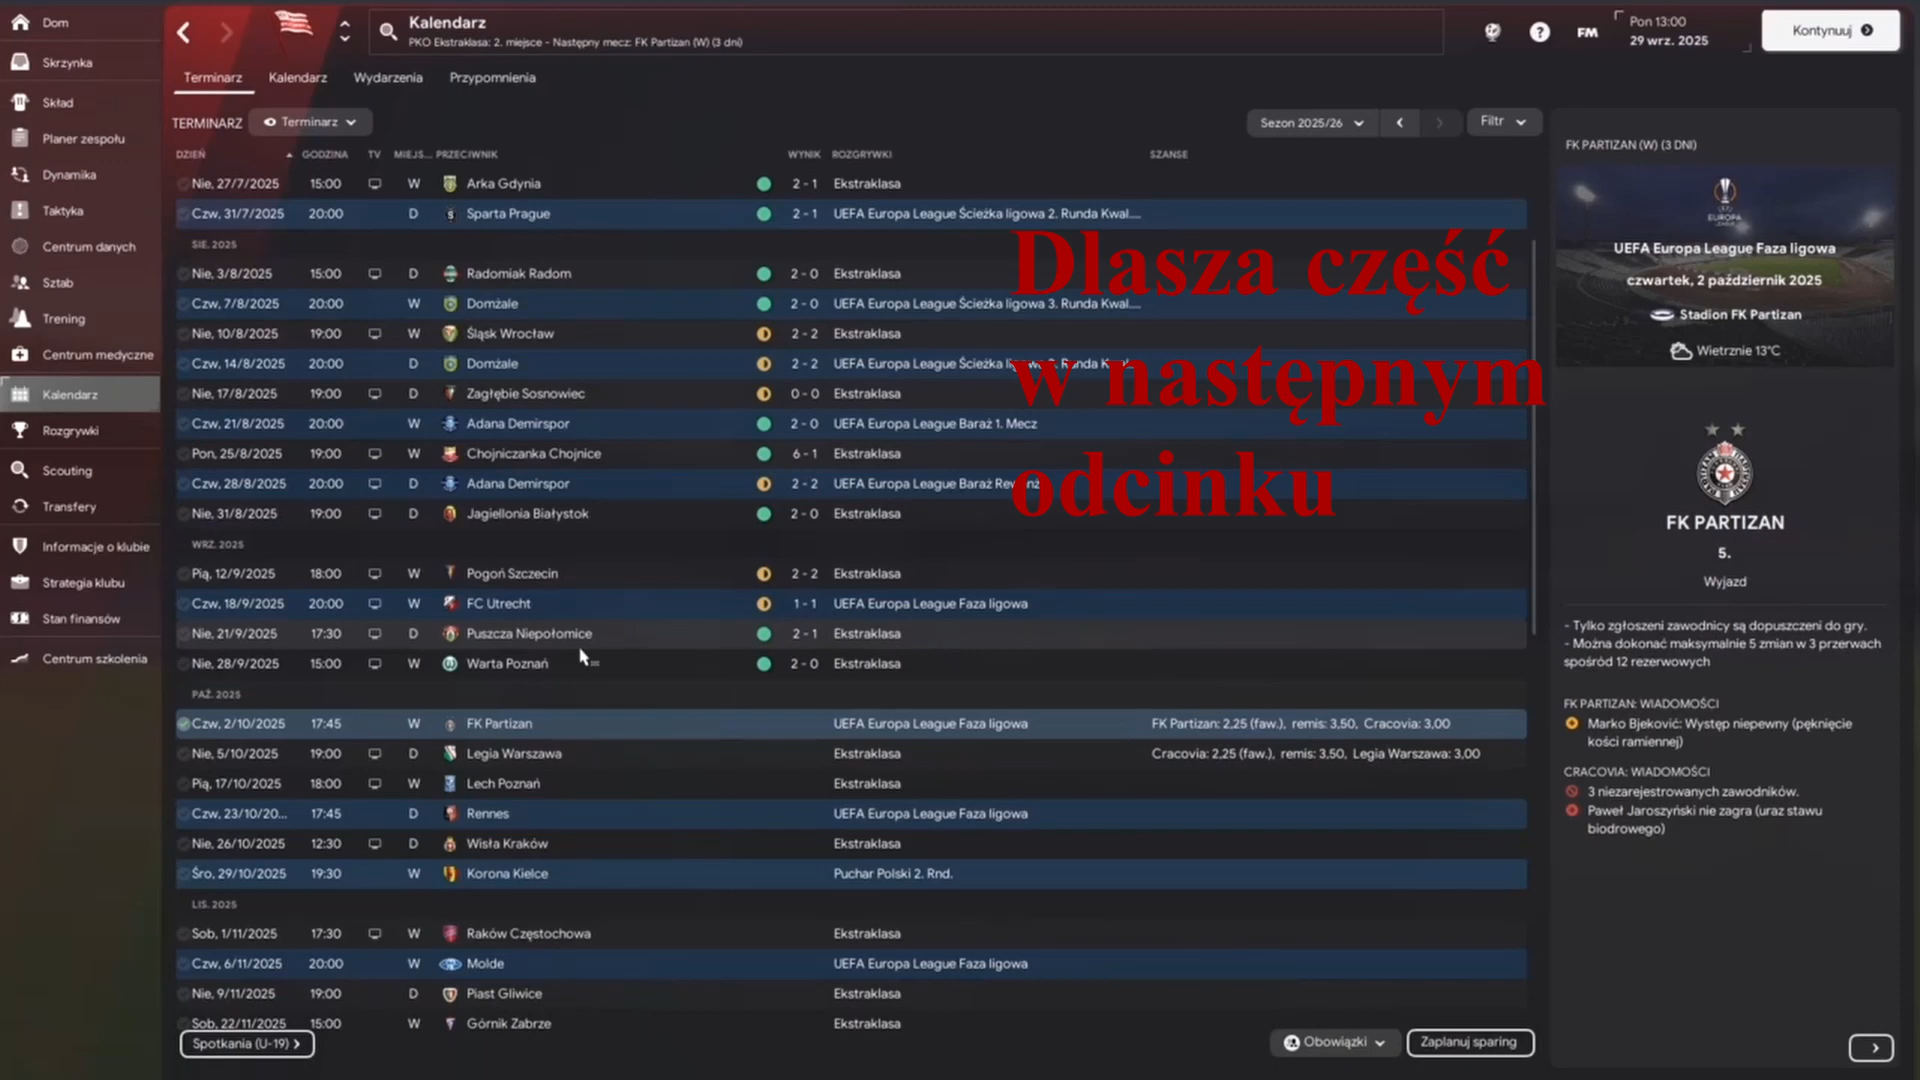 Dom
Skrzynka
Skład
Planer zespołu
Dynamika
Taktyka
Centrum danych
Sztab
Trening
Centrum medyczne
Kalendarz
Rozgrywki
Scouting
Transfery
Informacje o klubie
Strategia klubu
Stan finansów
Centrum szkolenia
Kalendarz
PKO Ekstraklasa: 2. miejsce - Następny mecz: FK Partizan (W) (3 dni)
FM
Pon 13:00
29 wrz. 2025
Kontynuuj
Terminarz Kalendarz Wydarzenia Przypomnienia
TERMINARZ Terminarz Sezon 2025/26 Filtr
DZIEŃ GODZINA TV MIEJS... PRZECIWNIK WYNIK ROZGRYWKI SZANSE
Nie, 27/7/2025 15:00 W Arka Gdynia 2 - 1 Ekstraklasa
Czw, 31/7/2025 20:00 D Sparta Prague 2 - 1 UEFA Europa League Ścieżka ligowa 2. Runda Kwal....
SIE. 2025
Nie, 3/8/2025 15:00 D Radomiak Radom 2 - 0 Ekstraklasa
Czw, 7/8/2025 20:00 W Domżale 2 - 0 UEFA Europa League Ścieżka ligowa 3. Runda Kwal....
Nie, 10/8/2025 19:00 W Śląsk Wrocław 2 - 2 Ekstraklasa
Czw, 14/8/2025 20:00 D Domżale 2 - 2 UEFA Europa League Ścieżka ligowa 3. Runda Kwal....
Nie, 17/8/2025 19:00 D Zagłębie Sosnowiec 0 - 0 Ekstraklasa
Czw, 21/8/2025 20:00 W Adana Demirspor 2 - 0 UEFA Europa League Baraż 1. Mecz
Pon, 25/8/2025 19:00 W Chojniczanka Chojnice 6 - 1 Ekstraklasa
Czw, 28/8/2025 20:00 D Adana Demirspor 2 - 2 UEFA Europa League Baraż Rewanż
Nie, 31/8/2025 19:00 D Jagiellonia Białystok 2 - 0 Ekstraklasa
WRZ. 2025
Pią, 12/9/2025 18:00 W Pogoń Szczecin 2 - 2 Ekstraklasa
Czw, 18/9/2025 20:00 W FC Utrecht 1 - 1 UEFA Europa League Faza ligowa
Nie, 21/9/2025 17:30 D Puszcza Niepołomice 2 - 1 Ekstraklasa
Nie, 28/9/2025 15:00 W Warta Poznań 2 - 0 Ekstraklasa
PAŹ. 2025
Czw, 2/10/2025 17:45 W FK Partizan UEFA Europa League Faza ligowa FK Partizan: 2,25 (faw.), remis: 3,50, Cracovia: 3,00
Nie, 5/10/2025 19:00 D Legia Warszawa Ekstraklasa Cracovia: 2,25 (faw.), remis: 3,50, Legia Warszawa: 3,00
Pią, 17/10/2025 18:00 W Lech Poznań Ekstraklasa
Czw, 23/10/20... 17:45 D Rennes UEFA Europa League Faza ligowa
Nie, 26/10/2025 12:30 D Wisła Kraków Ekstraklasa
Śro, 29/10/2025 19:30 W Korona Kielce Puchar Polski 2. Rnd.
LIS. 2025
Sob, 1/11/2025 17:30 W Raków Częstochowa Ekstraklasa
Czw, 6/11/2025 20:00 W Molde UEFA Europa League Faza ligowa
Nie, 9/11/2025 19:00 D Piast Gliwice Ekstraklasa
Sob, 22/11/2025 15:00 W Górnik Zabrze Ekstraklasa
Spotkania (U-19) Obowiązki Zaplanuj sparing
Dlasza część
w następnym
odcinku
FK PARTIZAN (W) (3 DNI)
EUROPA
UEFA Europa League Faza ligowa
czwartek, 2 październik 2025
Stadion FK Partizan
Wietrznie 13°C
FK PARTIZAN
5.
Wyjazd
- Tylko zgłoszeni zawodnicy są dopuszczeni do gry.
- Można dokonać maksymalnie 5 zmian w 3 przerwach
spośród 12 rezerwowych
FK PARTIZAN: WIADOMOŚCI
Marko Bjeković: Występ niepewny (pęknięcie
kości ramiennej)
CRACOVIA: WIADOMOŚCI
3 niezarejestrowanych zawodników.
Paweł Jaroszyński nie zagra (uraz stawu
biodrowego)